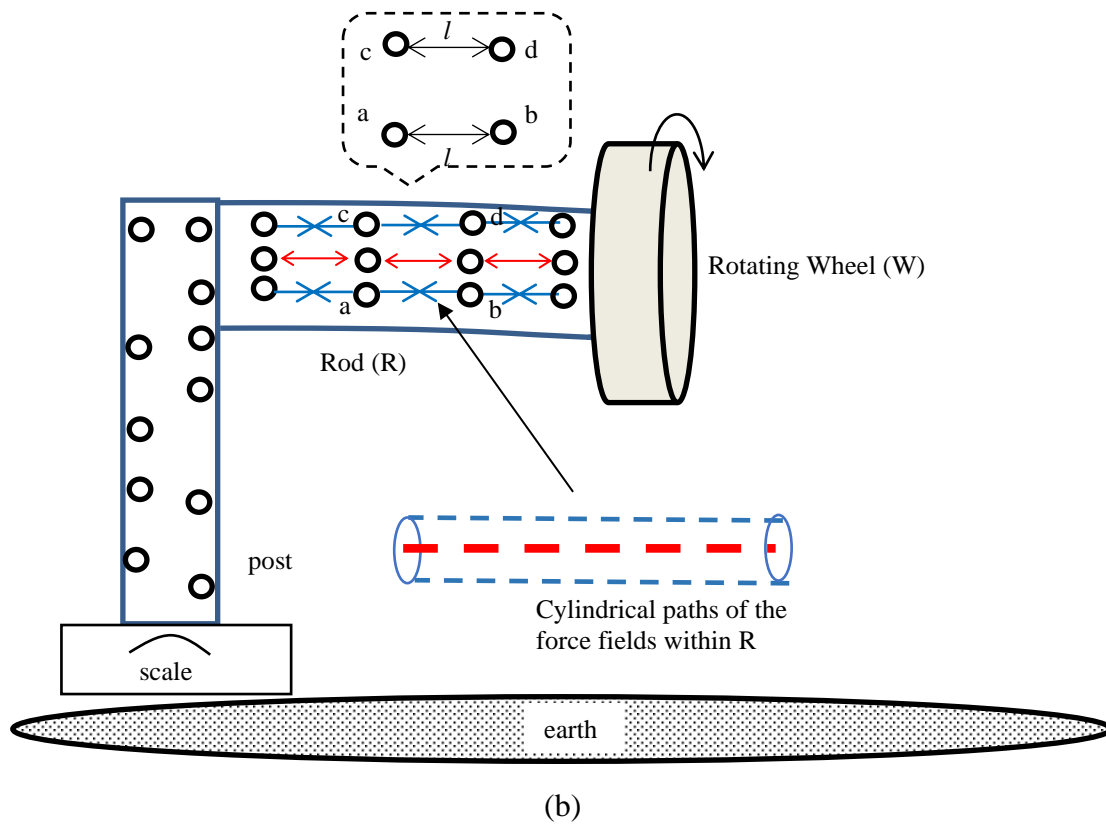 l
c d
a b
l
c d
Rotating Wheel (W)
a b
Rod (R)
post
Cylindrical paths of the
force fields within R
scale
earth
(b)